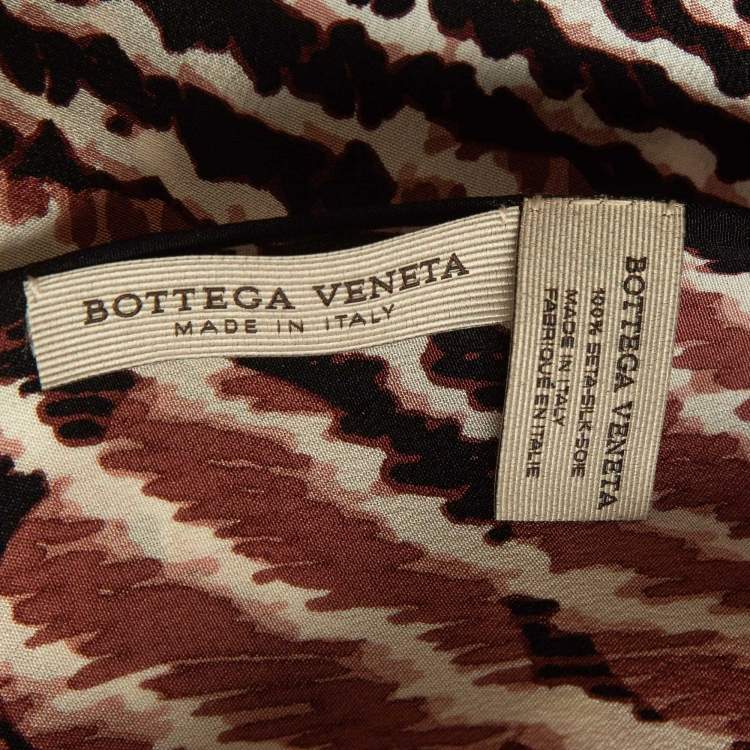 BOTTEGA VENETA
MADE IN ITALY
BOTTEGA VENETA
100% SETA-SILK-SOIE
MADE IN ITALY
FABRIQUÉ EN ITALIE